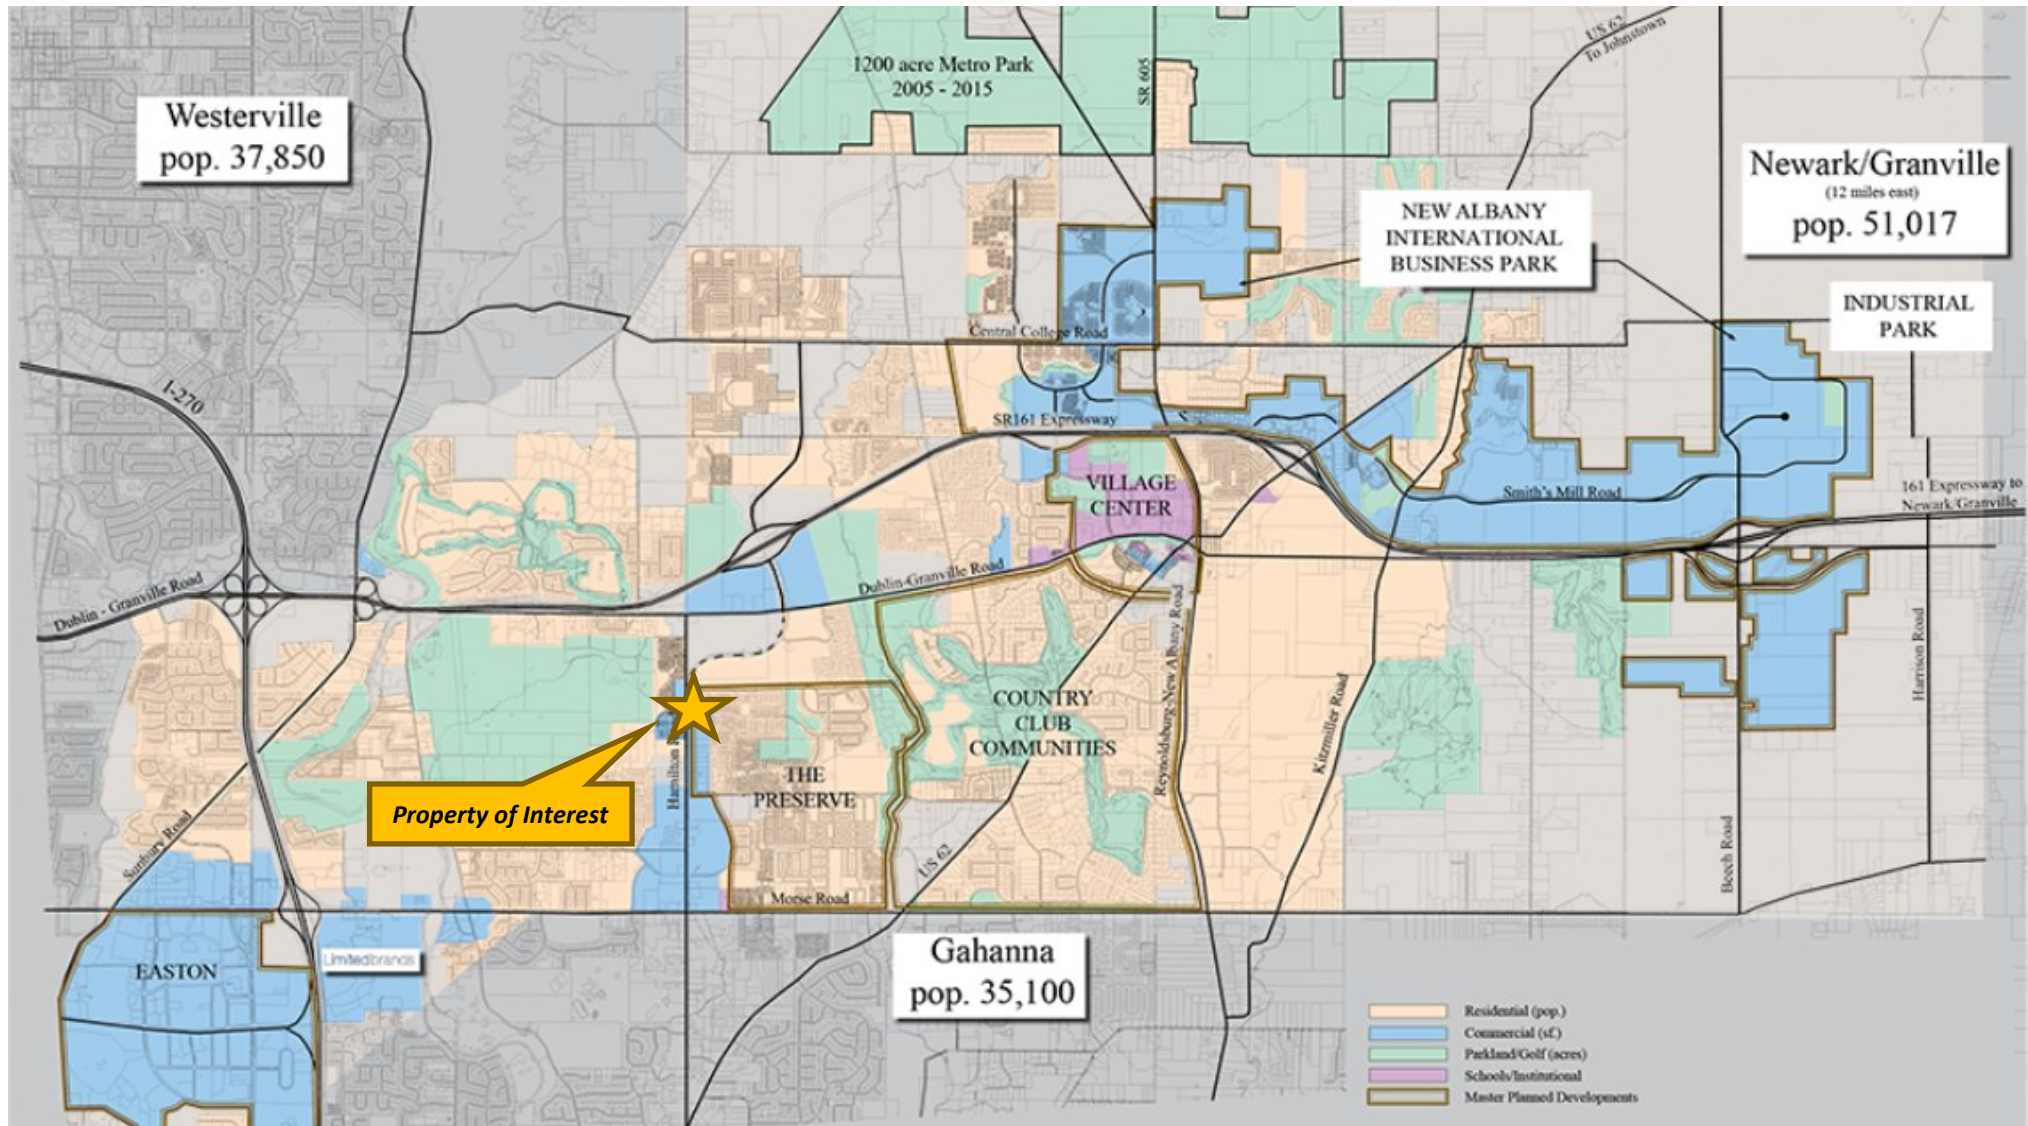 US 62
To Johnstown
1200 acre Metro Park
2005 - 2015
SR 605
Westerville
pop. 37,850
Newark/Granville
(12 miles east)
pop. 51,017
NEW ALBANY
INTERNATIONAL
BUSINESS PARK
INDUSTRIAL
PARK
Central College Road
I-270
SR161 Expressway
VILLAGE
CENTER
Smith's Mill Road
161 Expressway to
Newark/Granville
Dublin - Granville Road
Dublin-Granville Road
Reynoldsburg-New Albany Road
Kitzmiller Road
Harrison Road
COUNTRY
CLUB
COMMUNITIES
Hamilton
THE
PRESERVE
Property of Interest
Sunbury Road
US 62
Beech Road
Morse Road
EASTON
Limitedbrands
Gahanna
pop. 35,100
Residential (pop.)
Commercial (sf.)
Parkland/Golf (acres)
Schools/Institutional
Master Planned Developments